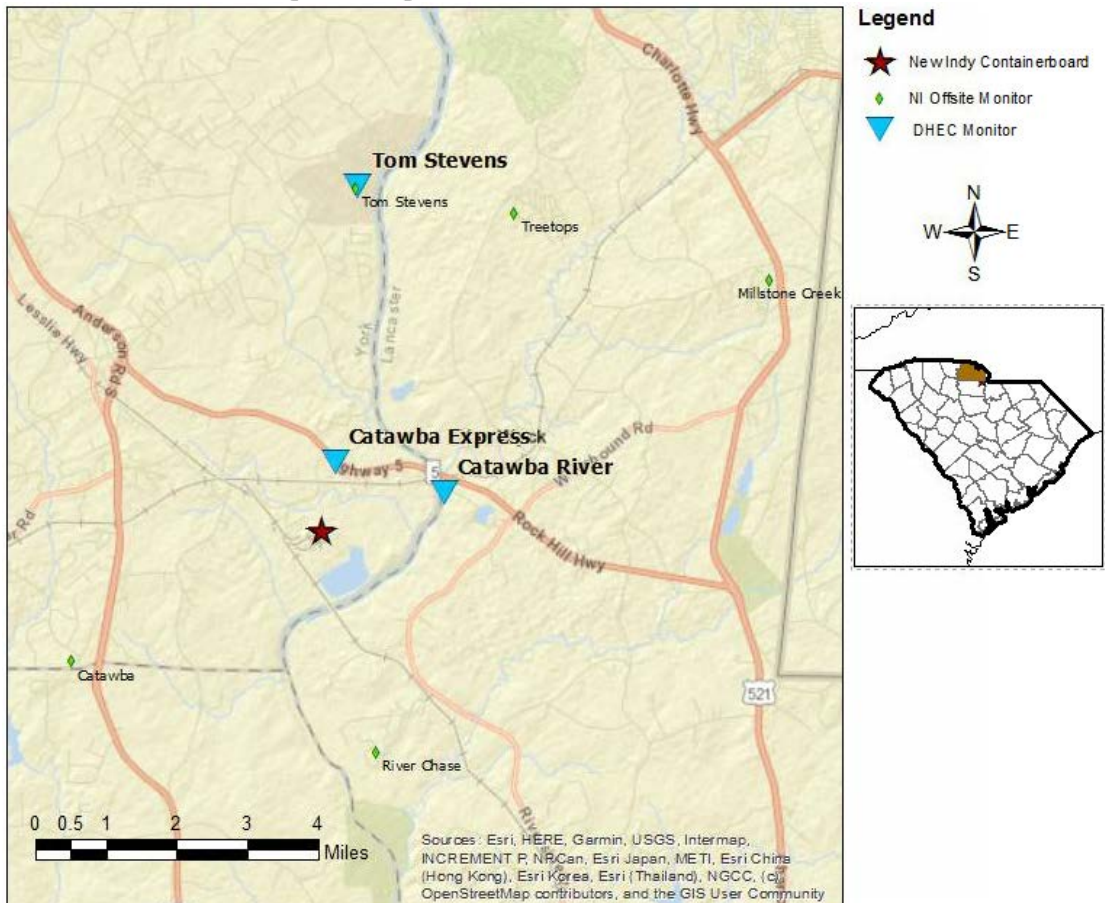 Legend
New Indy Containerboard
NI Offsite Monitor
DHEC Monitor
N
W E
S
Charlotte Hwy
Tom Stevens
Tom Stevens
Treetops
Millstone Creek
Lesslie Hwy
Anderson Rd S
York
Lancaster
Catawba Express
Highway 5
5
Catawba River
Rock Hill Hwy
Catawba
521
River Chase
0 0.5 1 2 3 4
Miles
Sources: Esri, HERE, Garmin, USGS, Intermap,
INCREMENT P, NRCan, Esri Japan, METI, Esri China
(Hong Kong), Esri Korea, Esri (Thailand), NGCC, (c)
OpenStreetMap contributors, and the GIS User Community